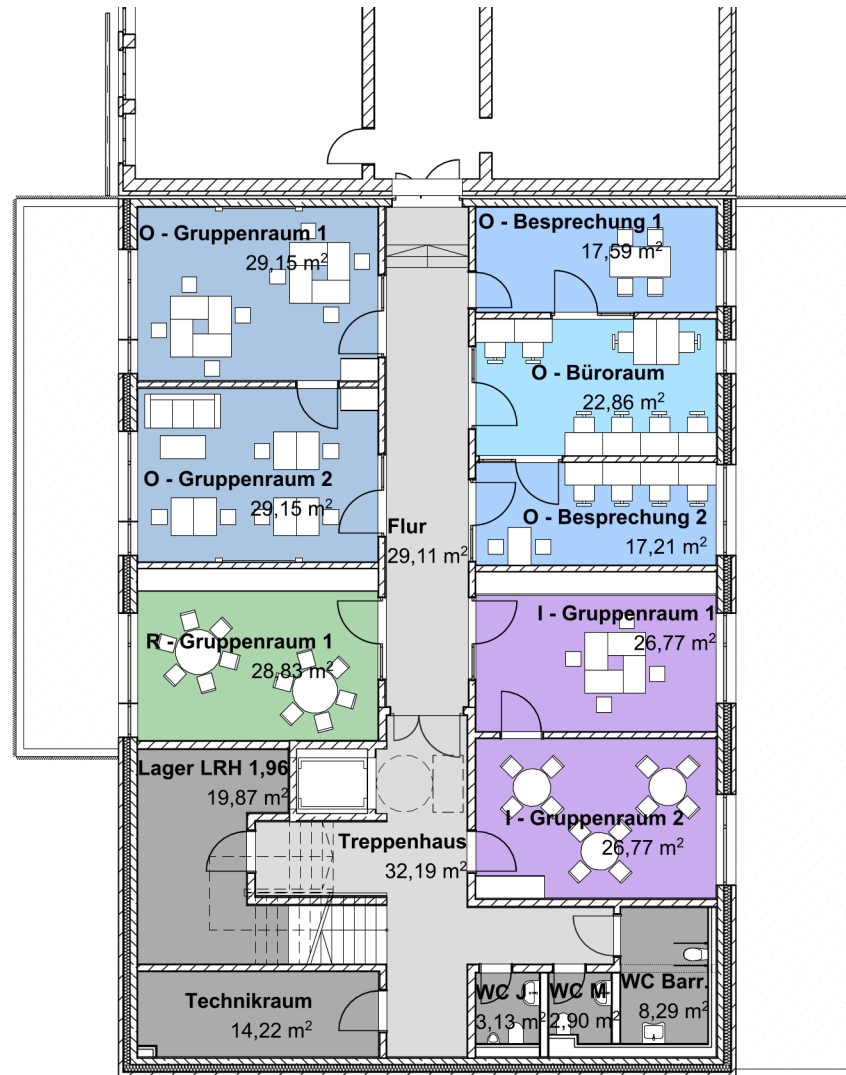 O - Gruppenraum 1
29,15 m²
O - Besprechung 1
17,59 m²
O - Büroraum
22,86 m²
O - Gruppenraum 2
29,15 m²
Flur
29,11 m²
O - Besprechung 2
17,21 m²
R - Gruppenraum 1
28,83 m²
I - Gruppenraum 1
26,77 m²
Lager LRH 1,96
19,87 m²
Treppenhaus
32,19 m²
I - Gruppenraum 2
26,77 m²
Technikraum
14,22 m²
WC J
3,13 m²
WC M
2,90 m²
WC Barr.
8,29 m²